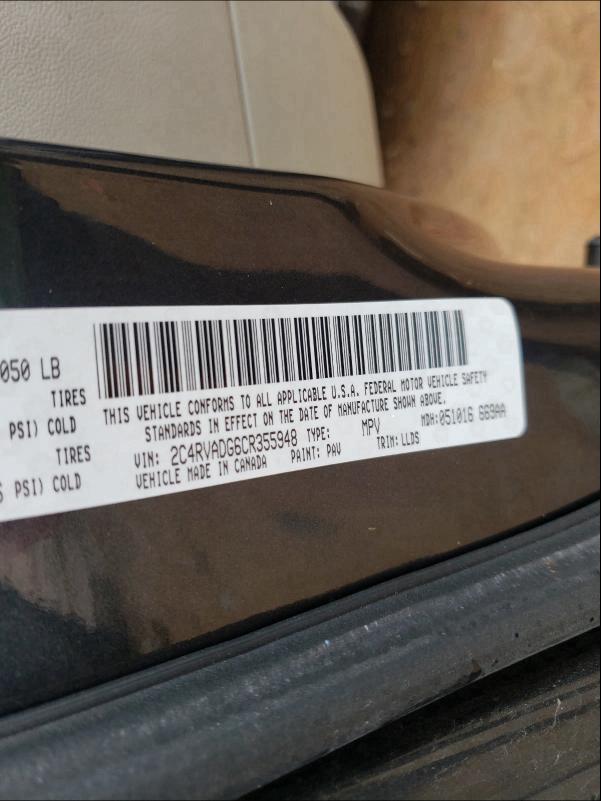 050 LB
TIRES
PSI) COLD
TIRES
PSI) COLD
THIS VEHICLE CONFORMS TO ALL APPLICABLE U.S.A. FEDERAL MOTOR VEHICLE SAFETY
STANDARDS IN EFFECT ON THE DATE OF MANUFACTURE SHOWN ABOVE.
VIN: 2C4RVADG6CR355948 TYPE: MPV MDH:051016 669AA
VEHICLE MADE IN CANADA PAINT: PAV TRIM: LLDS